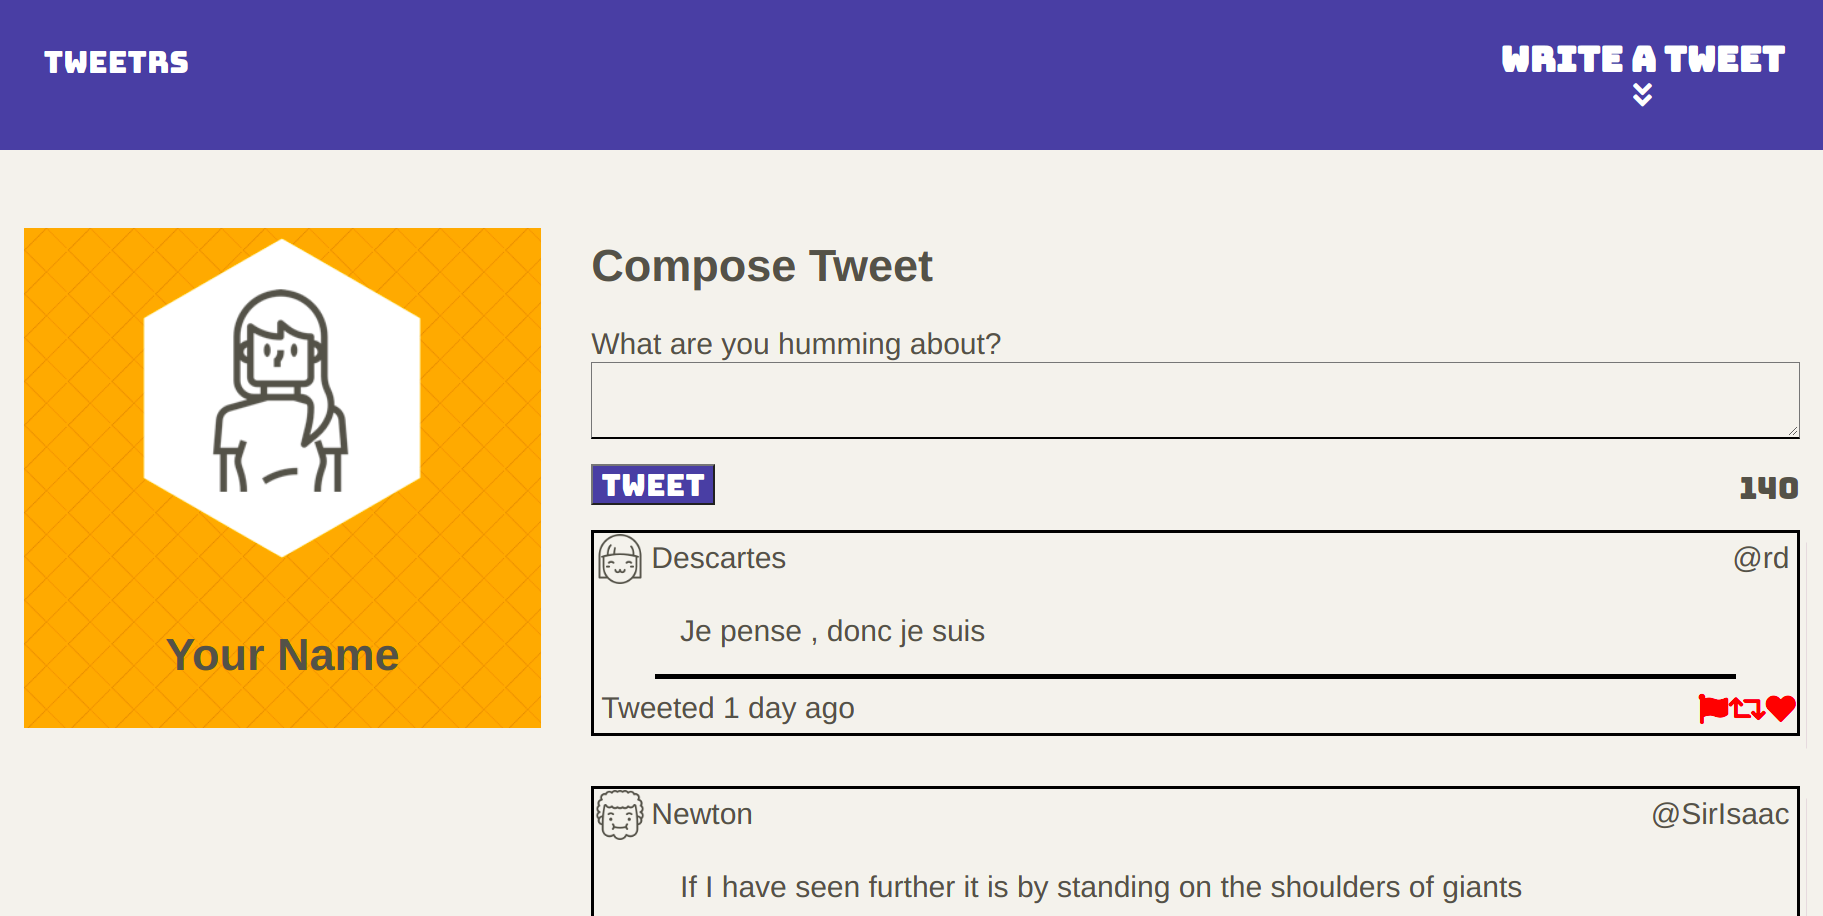 TWEETRS
WRITE A TWEET
Your Name
Compose Tweet
What are you humming about?
TWEET
140
Descartes
@rd
Je pense , donc je suis
Tweeted 1 day ago
Newton
@SirIsaac
If I have seen further it is by standing on the shoulders of giants